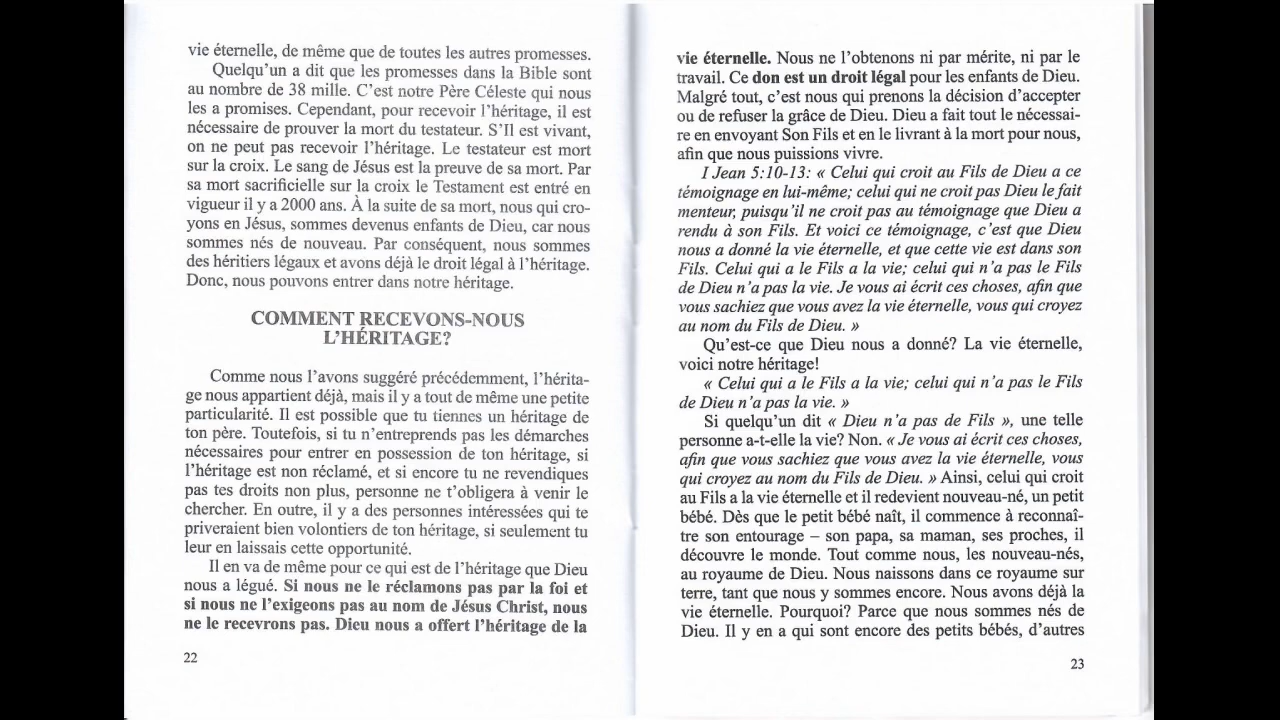 vie éternelle, de même que de toutes les autres promesses.
Quelqu'un a dit que les promesses dans la Bible sont
au nombre de 38 mille. C'est notre Père Céleste qui nous
les a promises. Cependant, pour recevoir l'héritage, il est
nécessaire de prouver la mort du testateur. S'Il est vivant,
on ne peut pas recevoir l'héritage. Le testateur est mort
sur la croix. Le sang de Jésus est la preuve de sa mort. Par
sa mort sacrificielle sur la croix le Testament est entré en
vigueur il y a 2000 ans. À la suite de sa mort, nous qui cro-
yons en Jésus, sommes devenus enfants de Dieu, car nous
sommes nés de nouveau. Par conséquent, nous sommes
des héritiers légaux et avons déjà le droit légal à l'héritage.
Donc, nous pouvons entrer dans notre héritage.
COMMENT RECEVONS-NOUS
L'HÉRITAGE?
Comme nous l'avons suggéré précédemment, l'hérita-
ge nous appartient déjà, mais il y a tout de même une petite
particularité. Il est possible que tu tiennes un héritage de
ton père. Toutefois, si tu n'entreprends pas les démarches
nécessaires pour entrer en possession de ton héritage, si
l'héritage est non réclamé, et si encore tu ne revendiques
pas tes droits non plus, personne ne t'obligera à venir le
chercher. En outre, il y a des personnes intéressées qui te
priveraient bien volontiers de ton héritage, si seulement tu
leur en laissais cette opportunité.
Il en va de même pour ce qui est de l'héritage que Dieu
nous a légué. Si nous ne le réclamons pas par la foi et
si nous ne l'exigeons pas au nom de Jésus Christ, nous
ne le recevrons pas. Dieu nous a offert l'héritage de la
22
vie éternelle. Nous ne l'obtenons ni par mérite, ni par le
travail. Ce don est un droit légal pour les enfants de Dieu.
Malgré tout, c'est nous qui prenons la décision d'accepter
ou de refuser la grâce de Dieu. Dieu a fait tout le nécessai-
re en envoyant Son Fils et en le livrant à la mort pour nous,
afin que nous puissions vivre.
I Jean 5:10-13: « Celui qui croit au Fils de Dieu a ce
témoignage en lui-même; celui qui ne croit pas Dieu le fait
menteur, puisqu'il ne croit pas au témoignage que Dieu a
rendu à son Fils. Et voici ce témoignage, c'est que Dieu
nous a donné la vie éternelle, et que cette vie est dans son
Fils. Celui qui a le Fils a la vie; celui qui n'a pas le Fils
de Dieu n'a pas la vie. Je vous ai écrit ces choses, afin que
vous sachiez que vous avez la vie éternelle, vous qui croyez
au nom du Fils de Dieu. »
Qu'est-ce que Dieu nous a donné? La vie éternelle,
voici notre héritage!
« Celui qui a le Fils a la vie; celui qui n'a pas le Fils
de Dieu n'a pas la vie. »
Si quelqu'un dit « Dieu n'a pas de Fils », une telle
personne a-t-elle la vie? Non. « Je vous ai écrit ces choses,
afin que vous sachiez que vous avez la vie éternelle, vous
qui croyez au nom du Fils de Dieu. » Ainsi, celui qui croit
au Fils a la vie éternelle et il redevient nouveau-né, un petit
bébé. Dès que le petit bébé naît, il commence à reconnaî-
tre son entourage – son papa, sa maman, ses proches, il
découvre le monde. Tout comme nous, les nouveau-nés,
au royaume de Dieu. Nous naissons dans ce royaume sur
terre, tant que nous y sommes encore. Nous avons déjà la
vie éternelle. Pourquoi? Parce que nous sommes nés de
Dieu. Il y en a qui sont encore des petits bébés, d'autres
23